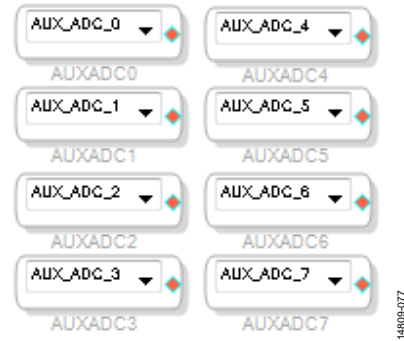 AUX_ADC_0
AUXADC0
AUX_ADC_1
AUXADC1
AUX_ADC_2
AUXADC2
AUX_ADC_3
AUXADC3
AUX_ADC_4
AUXADC4
AUX_ADC_5
AUXADC5
AUX_ADC_6
AUXADC6
AUX_ADC_7
AUXADC7
14809-077